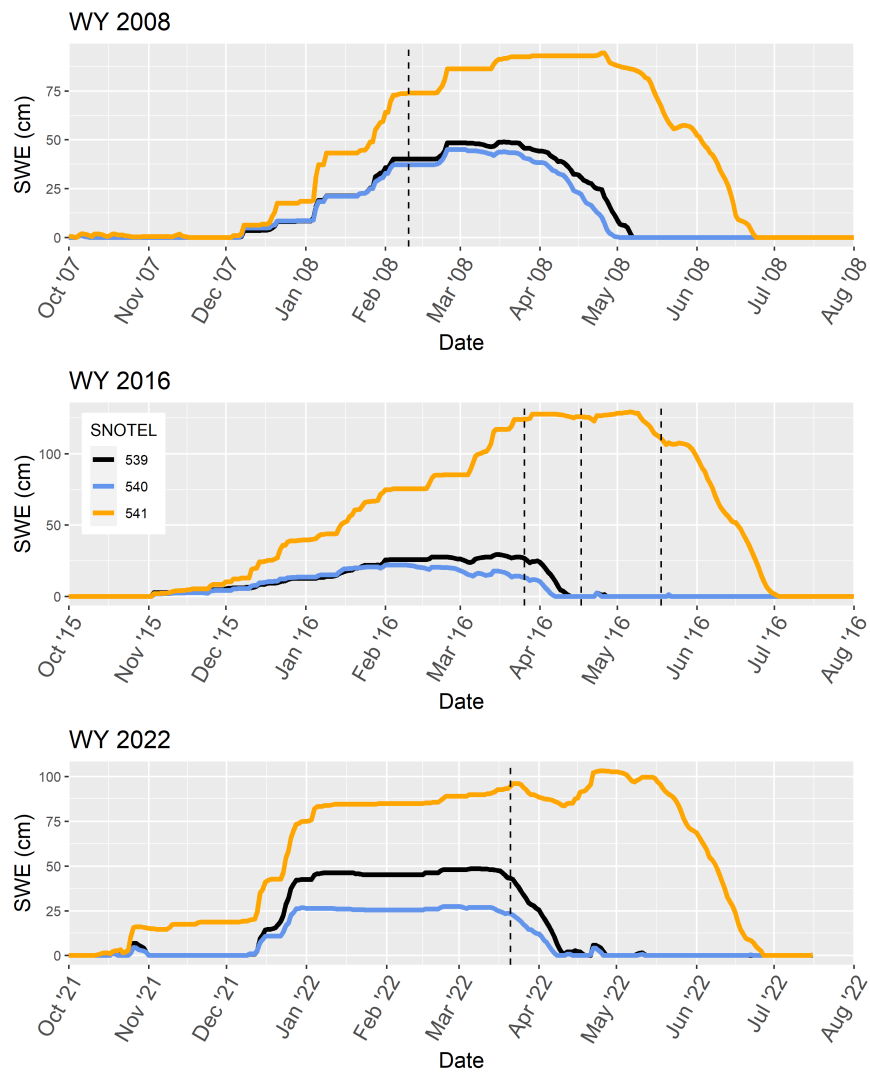 WY 2008
SWE (cm)
75
50
25
0
Oct '07
Nov '07
Dec '07
Jan '08
Feb '08
Mar '08
Apr '08
May '08
Jun '08
Jul '08
Aug '08
Date
WY 2016
SWE (cm)
100
50
0
SNOTEL
539
540
541
Oct '15
Nov '15
Dec '15
Jan '16
Feb '16
Mar '16
Apr '16
May '16
Jun '16
Jul '16
Aug '16
Date
WY 2022
SWE (cm)
100
75
50
25
0
Oct '21
Nov '21
Dec '21
Jan '22
Feb '22
Mar '22
Apr '22
May '22
Jun '22
Jul '22
Aug '22
Date